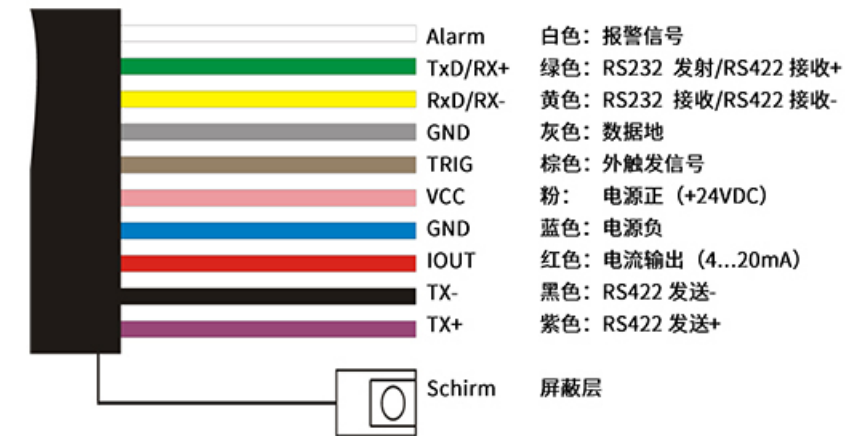 Alarm 白色：报警信号
TxD/RX+ 绿色：RS232 发射/RS422 接收+
RxD/RX- 黄色：RS232 接收/RS422 接收-
GND 灰色：数据地
TRIG 棕色：外触发信号
VCC 粉： 电源正（+24VDC）
GND 蓝色：电源负
IOUT 红色：电流输出（4...20mA）
TX- 黑色：RS422 发送-
TX+ 紫色：RS422 发送+
Schirm 屏蔽层